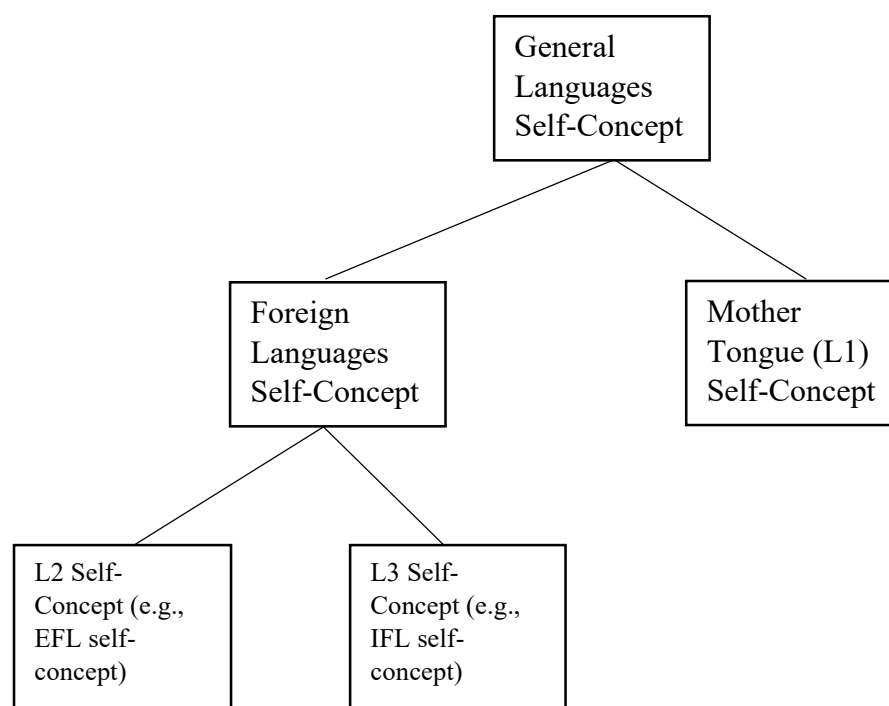 General
Languages
Self-Concept
Foreign
Languages
Self-Concept
Mother
Tongue (L1)
Self-Concept
L2 Self-
Concept (e.g.,
EFL self-
concept)
L3 Self-
Concept (e.g.,
IFL self-
concept)